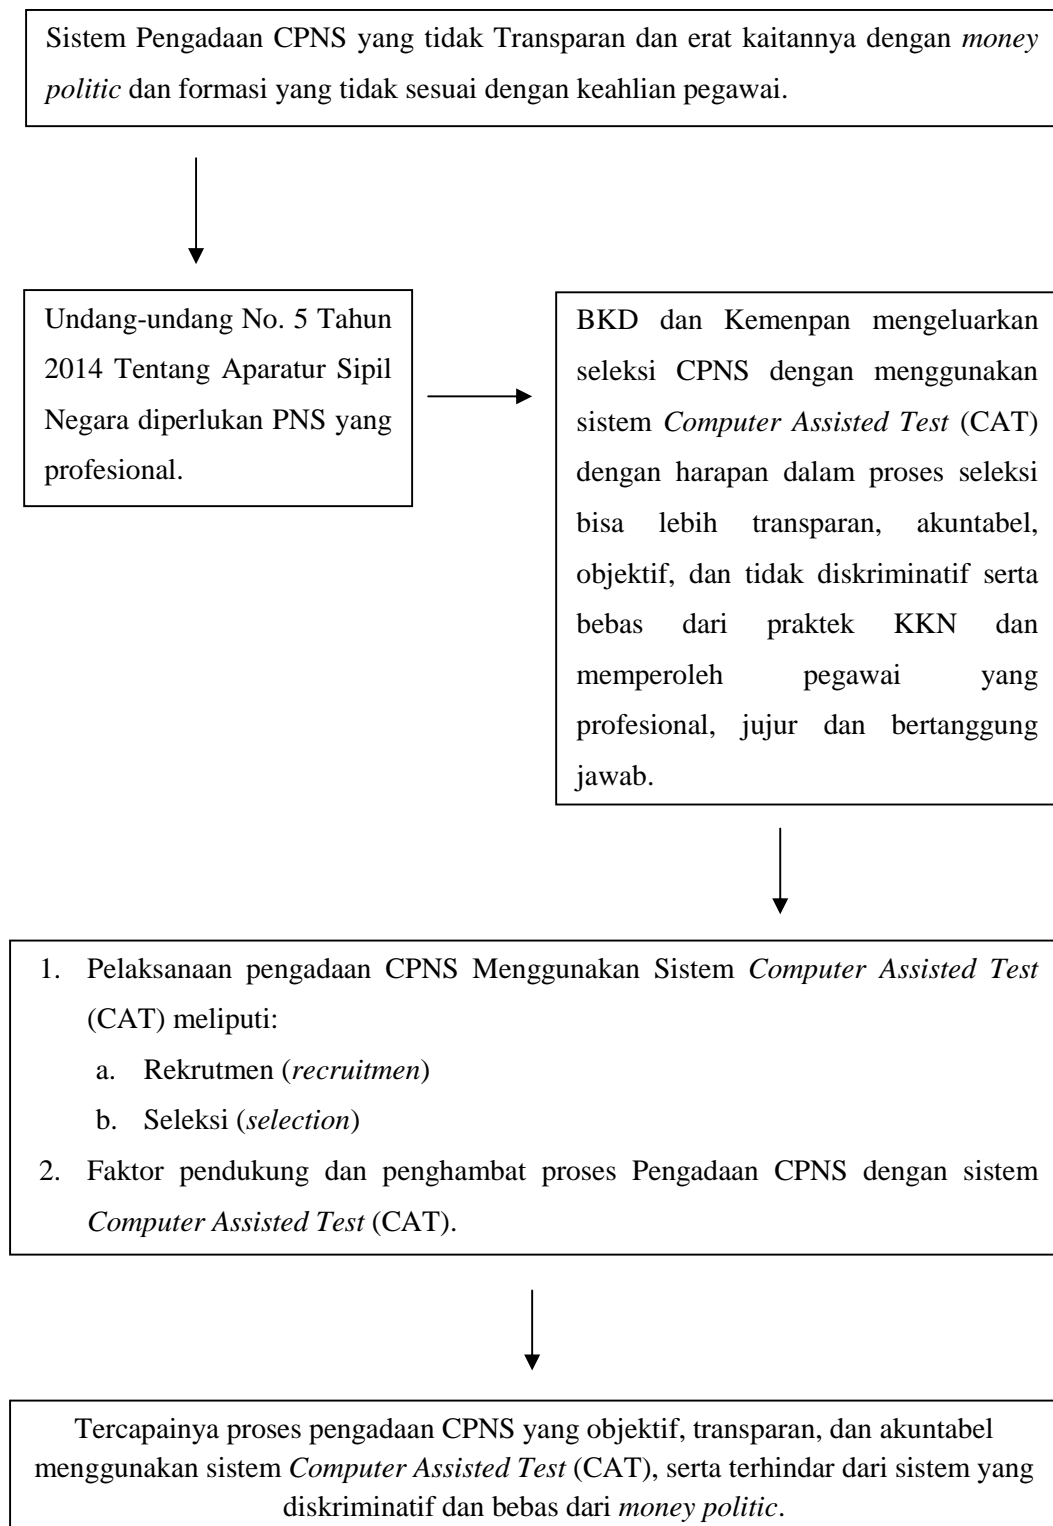 Sistem Pengadaan CPNS yang tidak Transparan dan erat kaitannya dengan money
politic dan formasi yang tidak sesuai dengan keahlian pegawai.
Undang-undang No. 5 Tahun
2014 Tentang Aparatur Sipil
Negara diperlukan PNS yang
profesional.
BKD dan Kemenpan mengeluarkan
seleksi CPNS dengan menggunakan
sistem Computer Assisted Test (CAT)
dengan harapan dalam proses seleksi
bisa lebih transparan, akuntabel,
objektif, dan tidak diskriminatif serta
bebas dari praktek KKN dan
memperoleh pegawai yang
profesional, jujur dan bertanggung
jawab.
1. Pelaksanaan pengadaan CPNS Menggunakan Sistem Computer Assisted Test
(CAT) meliputi:
a. Rekrutmen (recruitmen)
b. Seleksi (selection)
2. Faktor pendukung dan penghambat proses Pengadaan CPNS dengan sistem
Computer Assisted Test (CAT).
Tercapainya proses pengadaan CPNS yang objektif, transparan, dan akuntabel
menggunakan sistem Computer Assisted Test (CAT), serta terhindar dari sistem yang
diskriminatif dan bebas dari money politic.